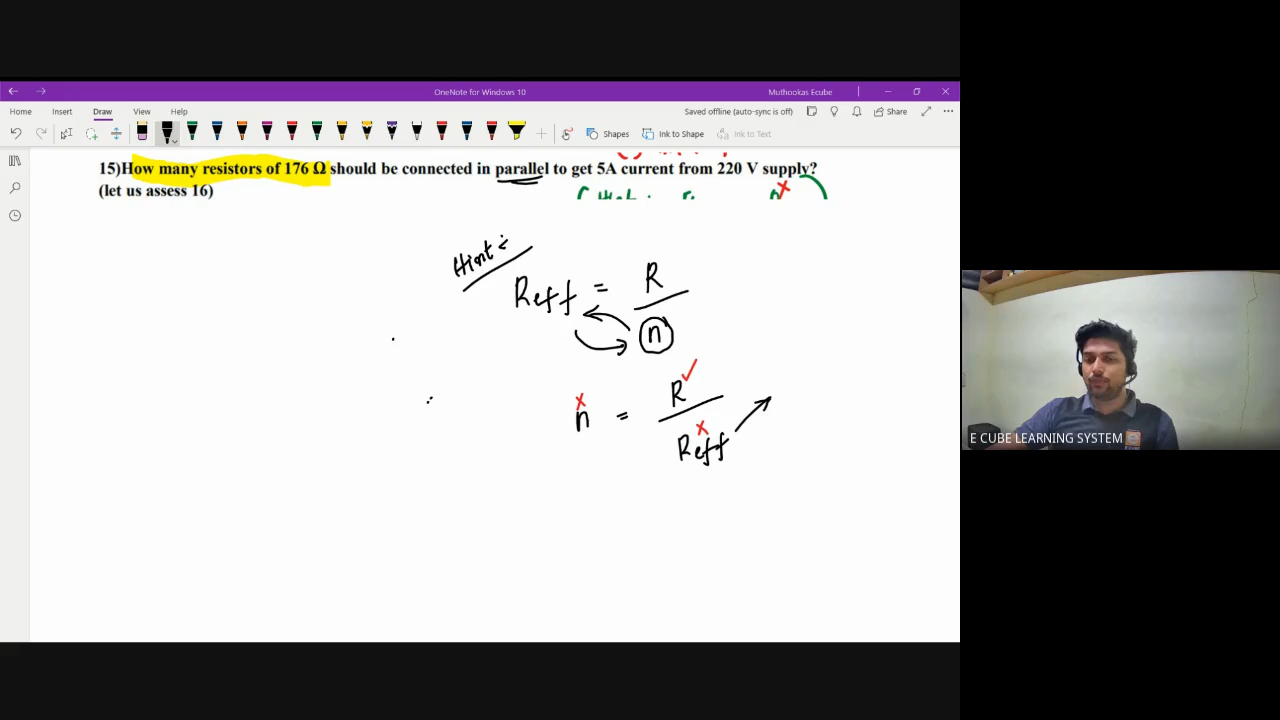 OneNote for Windows 10
Muthookas Ecube
Home Insert Draw View Help
Saved offline (auto-sync is off)
Share
Shapes
Ink to Shape
Ink to Text
15)How many resistors of 176 Ω should be connected in parallel to get 5A current from 220 V supply?
(let us assess 16)
Hint:
Reff = R
n
n = R
Reff
E CUBE LEARNING SYSTEM